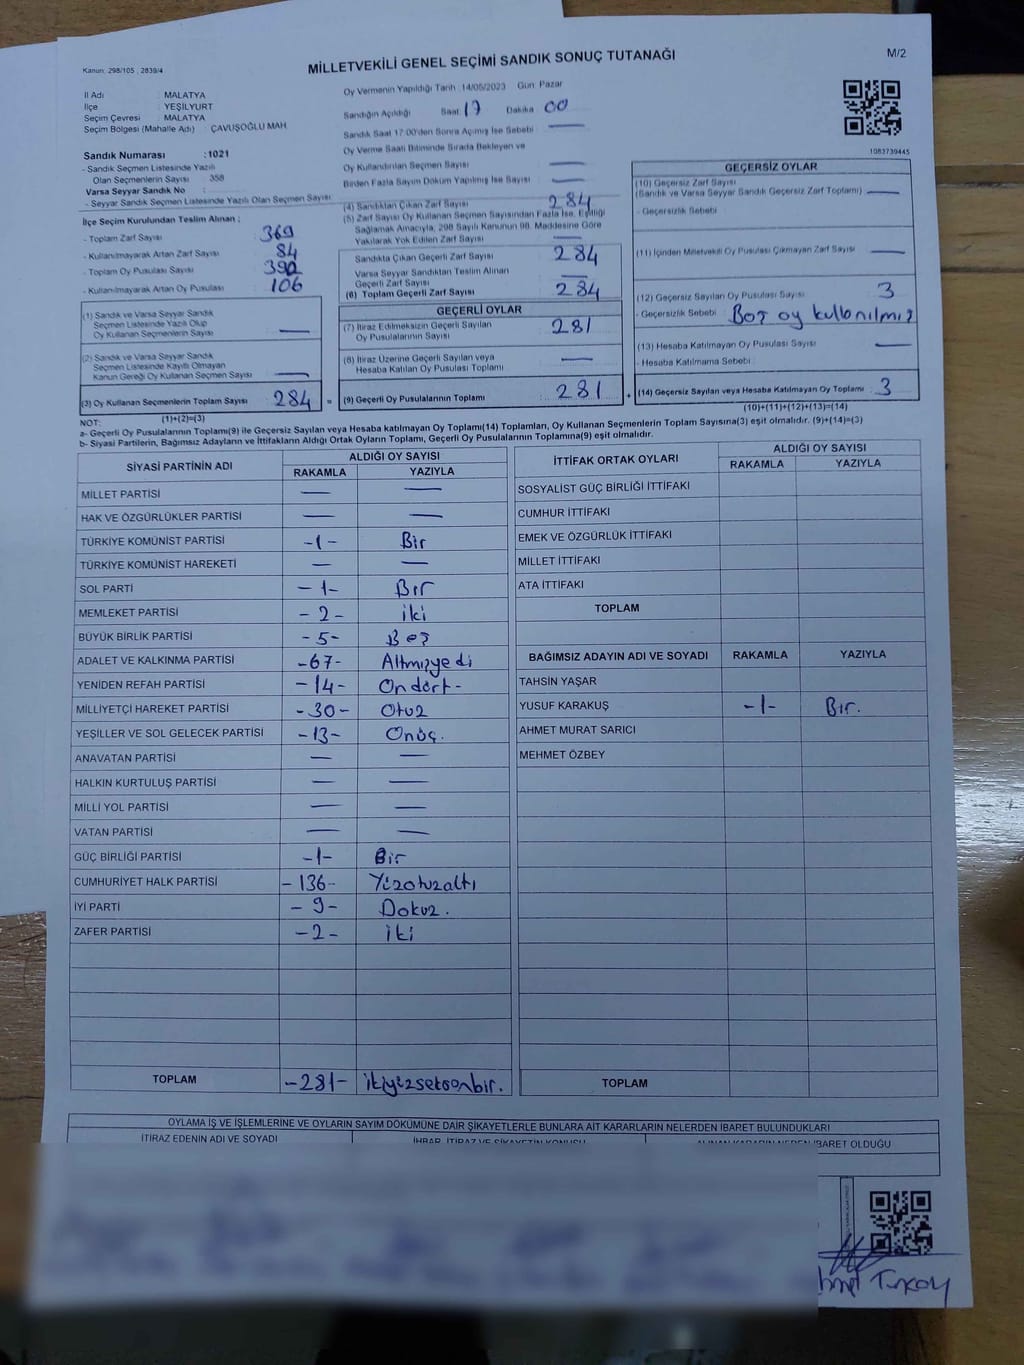 Kanun: 298/105 , 2839/4
MİLLETVEKİLİ GENEL SEÇİMİ SANDIK SONUÇ TUTANAĞI
M/2
İl Adı : MALATYA
İlçe : YEŞİLYURT
Seçim Çevresi : MALATYA
Seçim Bölgesi (Mahalle Adı) : ÇAVUŞOĞLU MAH
Sandık Numarası :1021
- Sandık Seçmen Listesinde Yazılı
Olan Seçmenlerin Sayısı : 358
Varsa Seyyar Sandık No :
- Seyyar Sandık Seçmen Listesinde Yazılı Olan Seçmen Sayısı:
İlçe Seçim Kurulundan Teslim Alınan ;
- Toplam Zarf Sayısı : 369
- Kullanılmayarak Artan Zarf Sayısı : 84
- Toplam Oy Pusulası Sayısı : 390
- Kullanılmayarak Artan Oy Pusulası : 106
(1) Sandık ve Varsa Seyyar Sandık
Seçmen Listesinde Yazılı Olup
Oy Kullanan Seçmenlerin Sayısı : —
(2) Sandık ve Varsa Seyyar Sandık
Seçmen Listesinde Kayıtlı Olmayan
Kanun Gereği Oy Kullanan Seçmen Sayısı : —
(3) Oy Kullanan Seçmenlerin Toplam Sayısı : 284 =
(1)+(2)=(3)
Oy Vermenin Yapıldığı Tarih :14/05/2023 Gün: Pazar
Sandığın Açıldığı Saat: 17 Dakika: 00
Sandık Saat 17:00'den Sonra Açılmış İse Sebebi : —
Oy Verme Saati Bitiminde Sırada Bekleyen ve
Oy Kullandırılan Seçmen Sayısı : —
Birden Fazla Sayım Döküm Yapılmış İse Sayısı : —
(4) Sandıktan Çıkan Zarf Sayısı : 284
(5) Zarf Sayısı Oy Kullanan Seçmen Sayısından Fazla İse, Eşitliği
Sağlamak Amacıyla, 298 Sayılı Kanunun 98. Maddesine Göre
Yakılarak Yok Edilen Zarf Sayısı : —
Sandıkta Çıkan Geçerli Zarf Sayısı : 284
Varsa Seyyar Sandıktan Teslim Alınan
Geçerli Zarf Sayısı : —
(6) Toplam Geçerli Zarf Sayısı : 284
GEÇERLİ OYLAR
(7) İtiraz Edilmeksizin Geçerli Sayılan
Oy Pusulasının Sayısı : 281
(8) İtiraz Üzerine Geçerli Sayılan veya
Hesaba Katılan Oy Pusulası Toplamı : —
(9) Geçerli Oy Pusulalarının Toplamı : 281 +
1083739445
GEÇERSİZ OYLAR
(10) Geçersiz Zarf Sayısı
(Sandık ve Varsa Seyyar Sandık Geçersiz Zarf Toplamı) : —
- Geçersizlik Sebebi :
(11) İçinden Milletvekili Oy Pusulası Çıkmayan Zarf Sayısı : —
(12) Geçersiz Sayılan Oy Pusulası Sayısı : 3
- Geçersizlik Sebebi : Boş oy kullanılmış
(13) Hesaba Katılmayan Oy Pusulası Sayısı : —
- Hesaba Katılmama Sebebi :
(14) Geçersiz Sayılan veya Hesaba Katılmayan Oy Toplamı : 3
(10)+(11)+(12)+(13)=(14)
NOT:
a- Geçerli Oy Pusulalarının Toplamı(9) ile Geçersiz Sayılan veya Hesaba katılmayan Oy Toplamı(14) Toplamları, Oy Kullanan Seçmenlerin Toplam Sayısına(3) eşit olmalıdır. (9)+(14)=(3)
b- Siyasi Partilerin, Bağımsız Adayların ve İttifakların Aldığı Ortak Oyların Toplamı, Geçerli Oy Pusulalarının Toplamına(9) eşit olmalıdır.
SİYASİ PARTİNİN ADI ALDIĞI OY SAYISI
RAKAMLA YAZIYLA
MİLLET PARTİSİ — —
HAK VE ÖZGÜRLÜKLER PARTİSİ — —
TÜRKİYE KOMÜNİST PARTİSİ -1- Bir
TÜRKİYE KOMÜNİST HAREKETİ — —
SOL PARTİ -1- Bir
MEMLEKET PARTİSİ -2- iki
BÜYÜK BİRLİK PARTİSİ -5- Beş
ADALET VE KALKINMA PARTİSİ -67- Altmışyedi
YENİDEN REFAH PARTİSİ -14- Ondört-
MİLLİYETÇİ HAREKET PARTİSİ -30- Otuz
YEŞİLLER VE SOL GELECEK PARTİSİ -13- Onüç.
ANAVATAN PARTİSİ — —
HALKIN KURTULUŞ PARTİSİ — —
MİLLİ YOL PARTİSİ — —
VATAN PARTİSİ — —
GÜÇ BİRLİĞİ PARTİSİ -1- Bir
CUMHURİYET HALK PARTİSİ -136- Yüzotuzaltı
İYİ PARTİ -9- Dokuz.
ZAFER PARTİSİ -2- iki
TOPLAM -281- ikiyüzseksenbir.
İTTİFAK ORTAK OYLARI ALDIĞI OY SAYISI
RAKAMLA YAZIYLA
SOSYALİST GÜÇ BİRLİĞİ İTTİFAKI
CUMHUR İTTİFAKI
EMEK VE ÖZGÜRLÜK İTTİFAKI
MİLLET İTTİFAKI
ATA İTTİFAKI
TOPLAM
BAĞIMSIZ ADAYIN ADI VE SOYADI RAKAMLA YAZIYLA
TAHSİN YAŞAR
YUSUF KARAKUŞ -1- Bir.
AHMET MURAT SARICI
MEHMET ÖZBEY
TOPLAM
OYLAMA İŞ VE İŞLEMLERİNE VE OYLARIN SAYIM DÖKÜMÜNE DAİR ŞİKAYETLERLE BUNLARA AİT KARARLARIN NELERDEN İBARET BULUNDUKLARI
İTİRAZ EDENİN ADI VE SOYADI İHBAR, İTİRAZ VE ŞİKAYETİN KONUSU ALINAN KARARIN NEDEN İBARET OLDUĞU